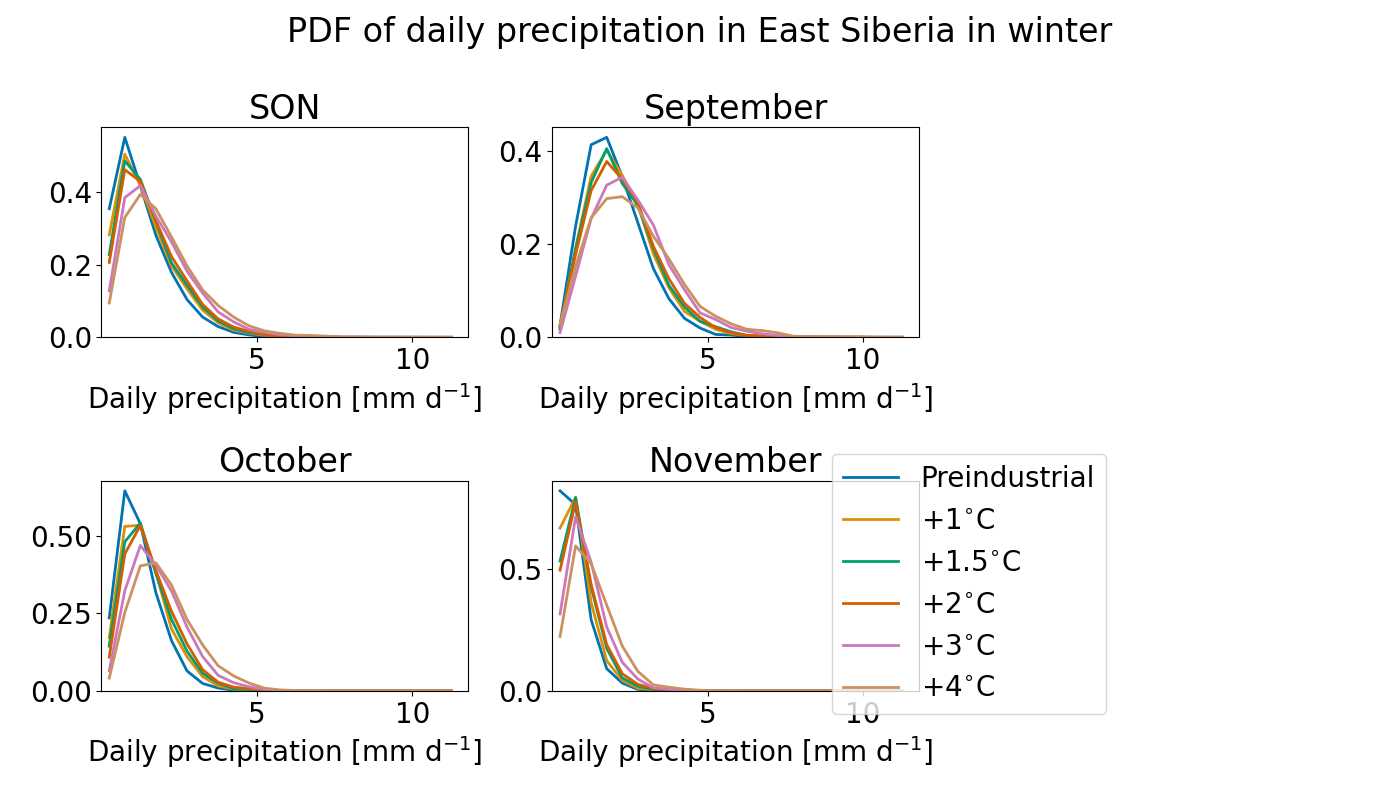 PDF of daily precipitation in East Siberia in winter
SON
0.4
0.2
0.0
5 10
Daily precipitation [mm d⁻¹]
September
0.4
0.2
0.0
5 10
Daily precipitation [mm d⁻¹]
October
0.50
0.25
0.00
5 10
Daily precipitation [mm d⁻¹]
November
0.5
0.0
5 10
Daily precipitation [mm d⁻¹]
Preindustrial
+1°C
+1.5°C
+2°C
+3°C
+4°C